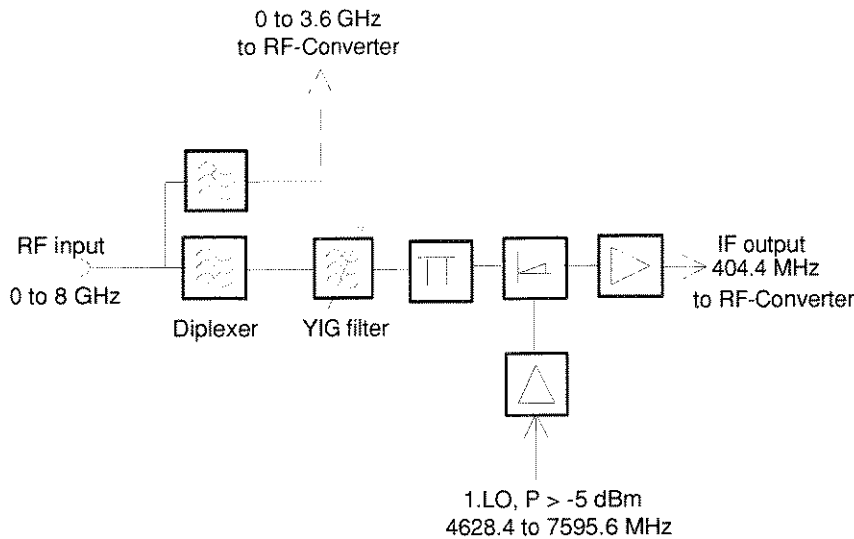 0 to 3.6 GHz
to RF-Converter
RF input
0 to 8 GHz
Diplexer
YIG filter
IF output
404.4 MHz
to RF-Converter
1.LO, P > -5 dBm
4628.4 to 7595.6 MHz